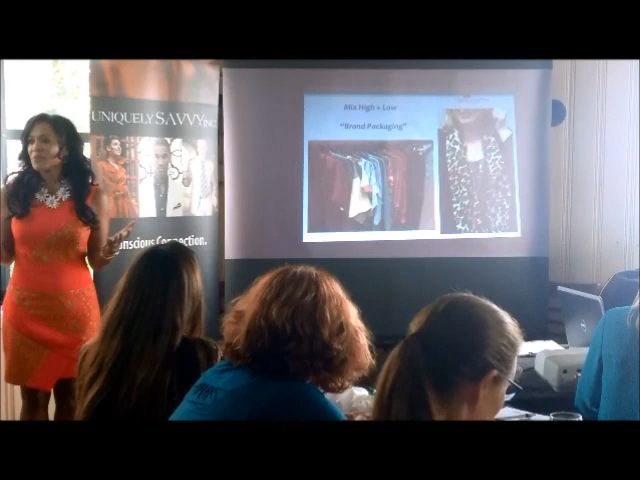 UNIQUELY SAVVY INC
Conscious Connection.
Mix High + Low
"Brand Packaging"